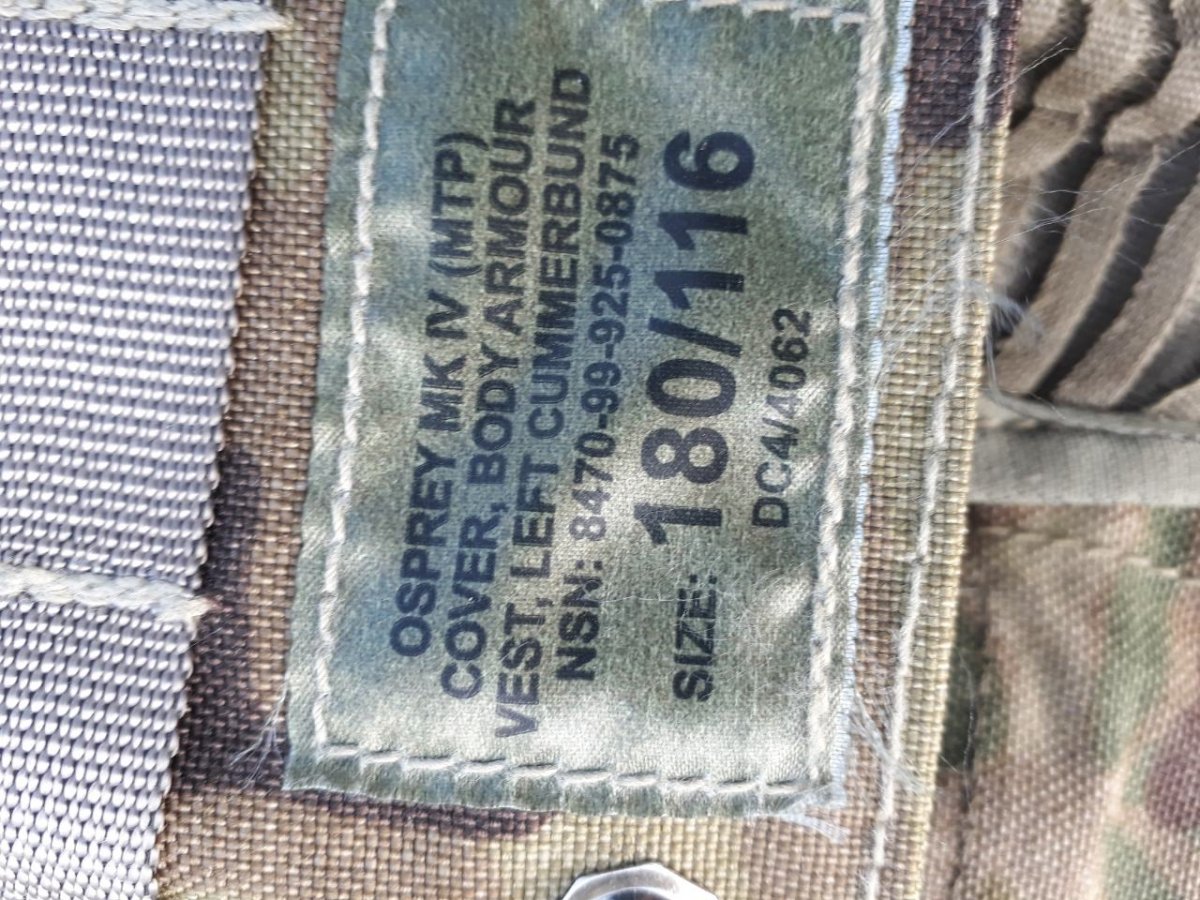 OSPREY MK IV (MTP)
COVER, BODY ARMOUR
VEST, LEFT CUMMERBUND
NSN: 8470-99-925-0875
SIZE: 180/116
DC4/4062